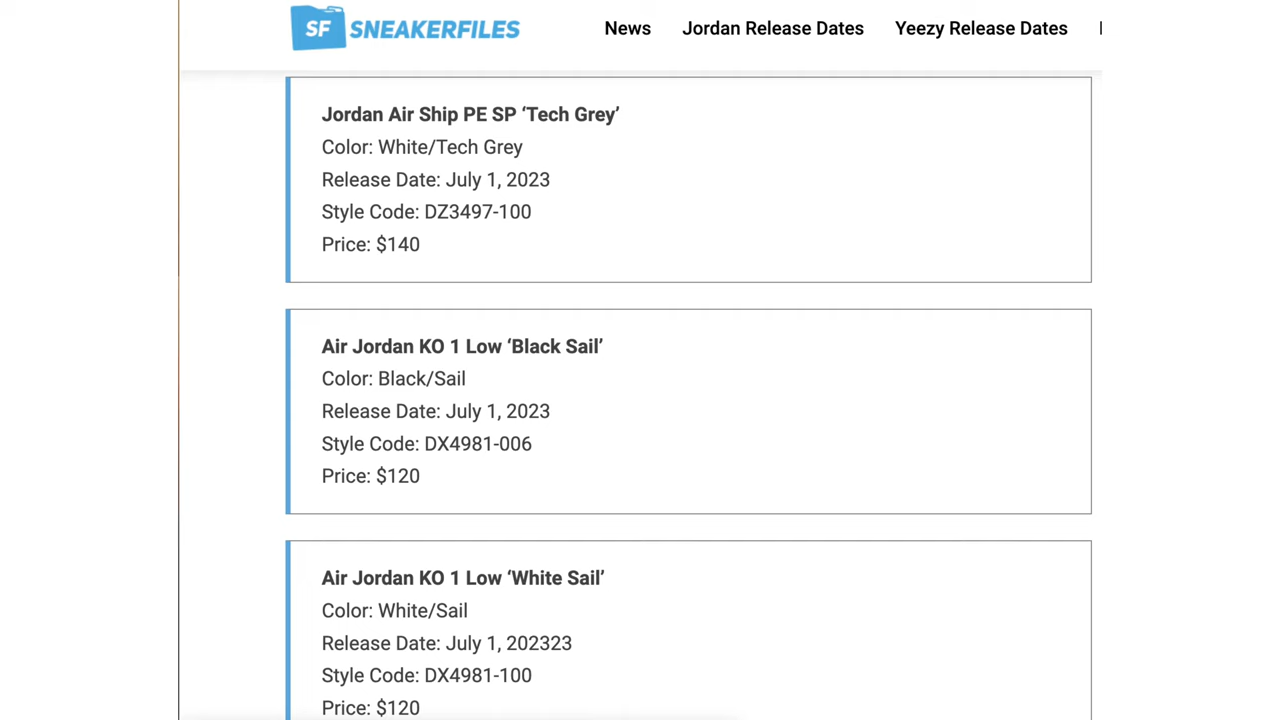 SF SNEAKERFILES News Jordan Release Dates Yeezy Release Dates
Jordan Air Ship PE SP ‘Tech Grey’
Color: White/Tech Grey
Release Date: July 1, 2023
Style Code: DZ3497-100
Price: $140
Air Jordan KO 1 Low ‘Black Sail’
Color: Black/Sail
Release Date: July 1, 2023
Style Code: DX4981-006
Price: $120
Air Jordan KO 1 Low ‘White Sail’
Color: White/Sail
Release Date: July 1, 202323
Style Code: DX4981-100
Price: $120